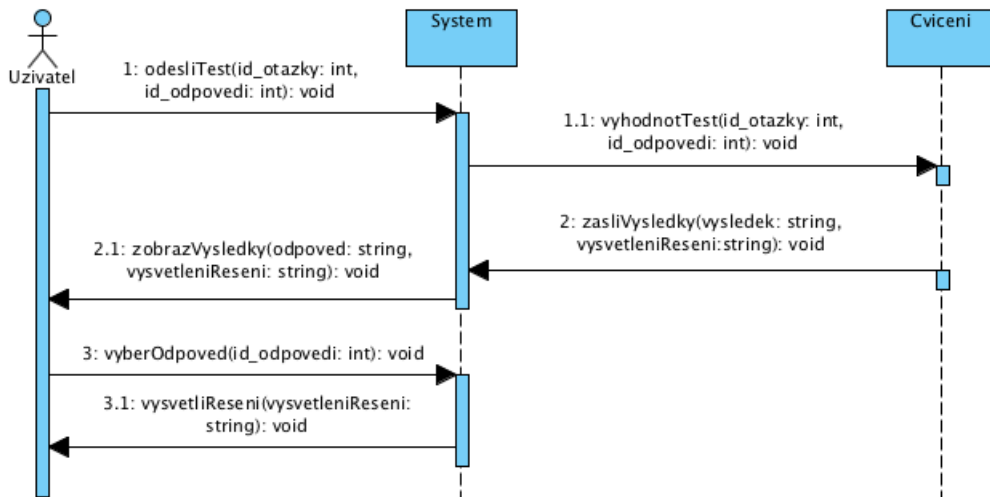 System
Cviceni
Uzivatel
1: odesliTest(id_otazky: int,
id_odpovedi: int): void
1.1: vyhodnotTest(id_otazky: int,
id_odpovedi: int): void
2: zasliVysledky(vysledek: string,
vysvetleniReseni:string): void
2.1: zobrazVysledky(odpoved: string,
vysvetleniReseni: string): void
3: vyberOdpoved(id_odpovedi: int): void
3.1: vysvetliReseni(vysvetleniReseni:
string): void